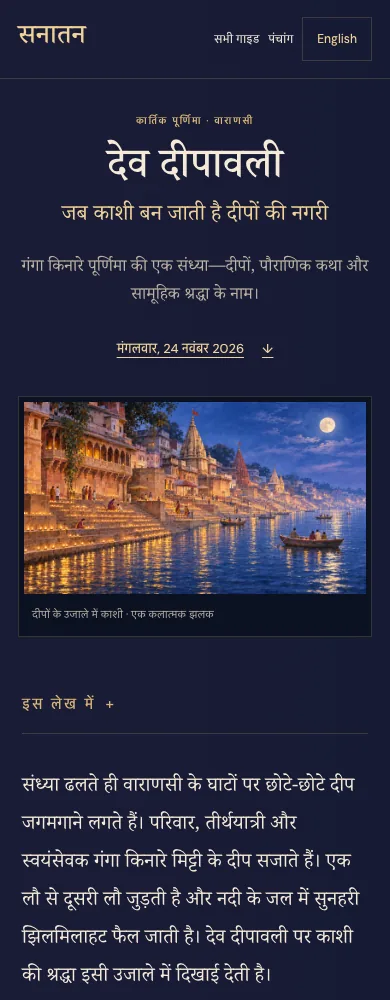 सनातन
सभी गाइड पंचांग English
कार्तिक पूर्णिमा · वाराणसी
देव दीपावली
जब काशी बन जाती है दीपों की नगरी
गंगा किनारे पूर्णिमा की एक संध्या—दीपों, पौराणिक कथा और
सामूहिक श्रद्धा के नाम।
मंगलवार, 24 नवंबर 2026 ↓
दीपों के उजाले में काशी · एक कलात्मक झलक
इस लेख में +
संध्या ढलते ही वाराणसी के घाटों पर छोटे-छोटे दीप
जगमगाने लगते हैं। परिवार, तीर्थयात्री और
स्वयंसेवक गंगा किनारे मिट्टी के दीप सजाते हैं। एक
लौ से दूसरी लौ जुड़ती है और नदी के जल में सुनहरी
झिलमिलाहट फैल जाती है। देव दीपावली पर काशी
की श्रद्धा इसी उजाले में दिखाई देती है।